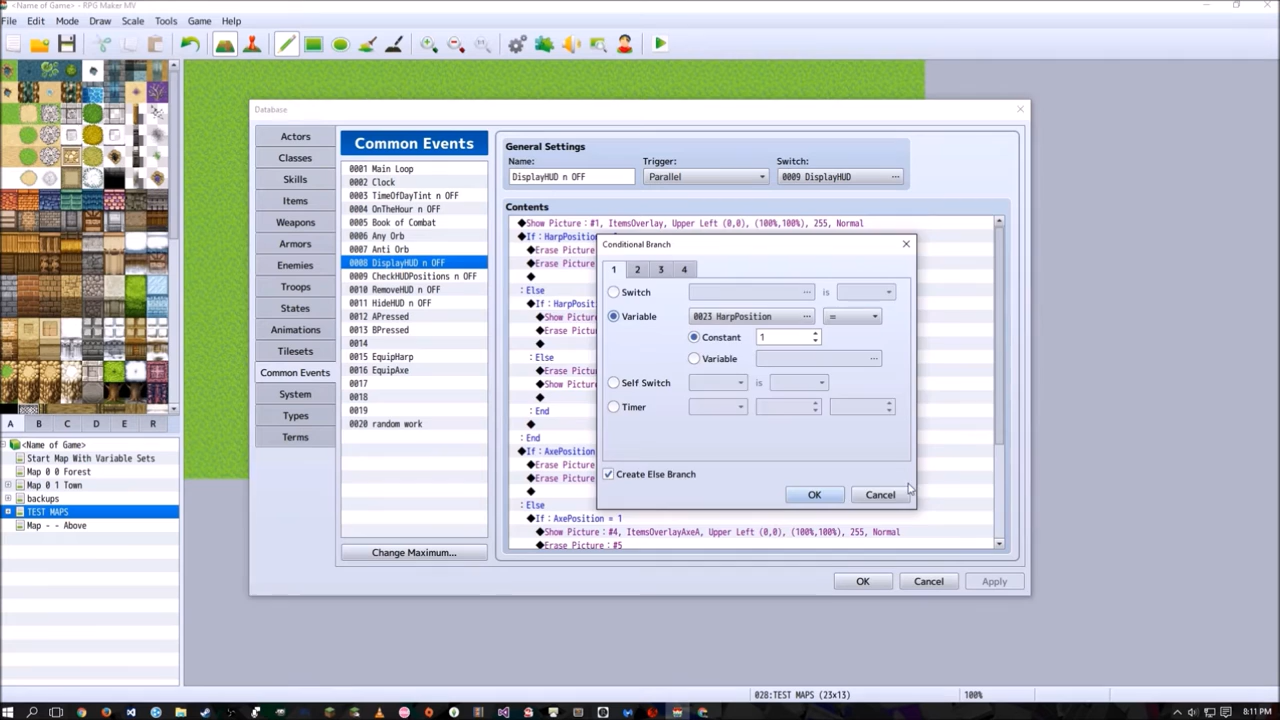 <Name of Game> - RPG Maker MV
File Edit Mode Draw Scale Tools Game Help
Database
Actors
Classes
Skills
Items
Weapons
Armors
Enemies
Troops
States
Animations
Tilesets
Common Events
System
Types
Terms
Common Events
0001 Main Loop
0002 Clock
0003 TimeOfDayTint n OFF
0004 OnTheHour n OFF
0005 Book of Combat
0006 Any Orb
0007 Anti Orb
0008 DisplayHUD n OFF
0009 CheckHUDPositions n OFF
0010 RemoveHUD n OFF
0011 HideHUD n OFF
0012 APressed
0013 BPressed
0014
0015 EquipHarp
0016 EquipAxe
0017
0018
0019
0020 random work
Change Maximum...
General Settings
Name: Trigger: Switch:
DisplayHUD n OFF Parallel 0009 DisplayHUD ...
Contents
◆Show Picture：#1, ItemsOverlay, Upper Left (0,0), (100%,100%), 255, Normal
◆If：HarpPosition
◆Erase Picture
◆Erase Picture
◆
：Else
◆If：HarpPosit
◆Show Pictu
◆Erase Pictu
◆
：Else
◆Erase Pictu
◆Show Pictu
◆
：End
◆
：End
◆If：AxePosition =
◆Erase Picture
◆Erase Picture
◆
：Else
◆If：AxePosition = 1
◆Show Picture：#4, ItemsOverlayAxeA, Upper Left (0,0), (100%,100%), 255, Normal
◆Erase Picture：#5
OK Cancel Apply
Conditional Branch
1 2 3 4
Switch ... is
Variable 0023 HarpPosition ... =
Constant 1
Variable ...
Self Switch is
Timer
Create Else Branch
OK Cancel
A B C D E R
<Name of Game>
Start Map With Variable Sets
Map 0 0 Forest
Map 0 1 Town
backups
TEST MAPS
Map - - Above
028:TEST MAPS (23x13) 100%
8:11 PM